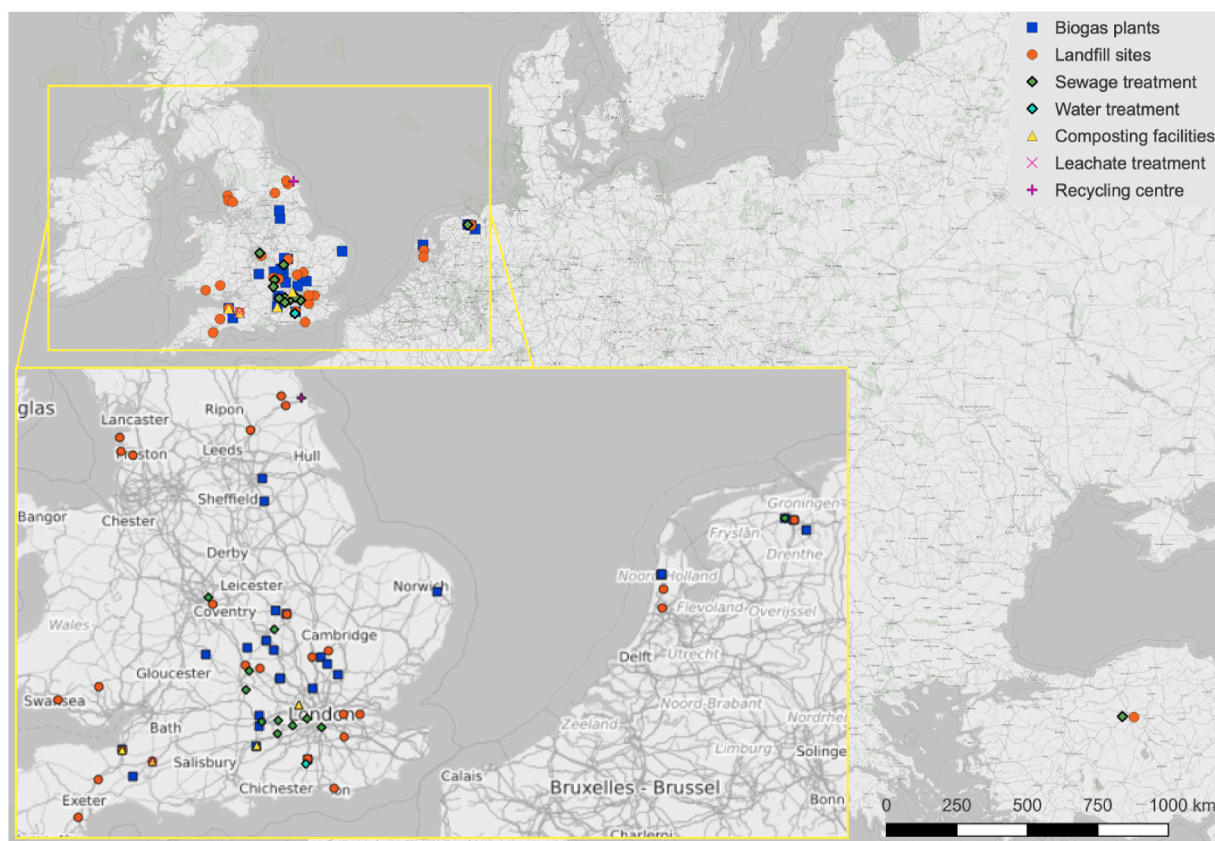 Biogas plants
Landfill sites
Sewage treatment
Water treatment
Composting facilities
Leachate treatment
Recycling centre
glas
Lancaster
Ripon
Leeds
Hull
Sheffield
Bangor
Chester
Derby
Leicester
Norwich
Coventry
Wales
Cambridge
Gloucester
Swansea
London
Bath
Salisbury
Chichester
Exeter
Groningen
Fryslân
Drenthe
Noord-Holland
Flevoland
Overijssel
Delft
Utrecht
Noord-Brabant
Zeeland
Nordrhei
Limburg
Solinge
Calais
Bruxelles - Brussel
Bonn
Charleroi
0 250 500 750 1000 km